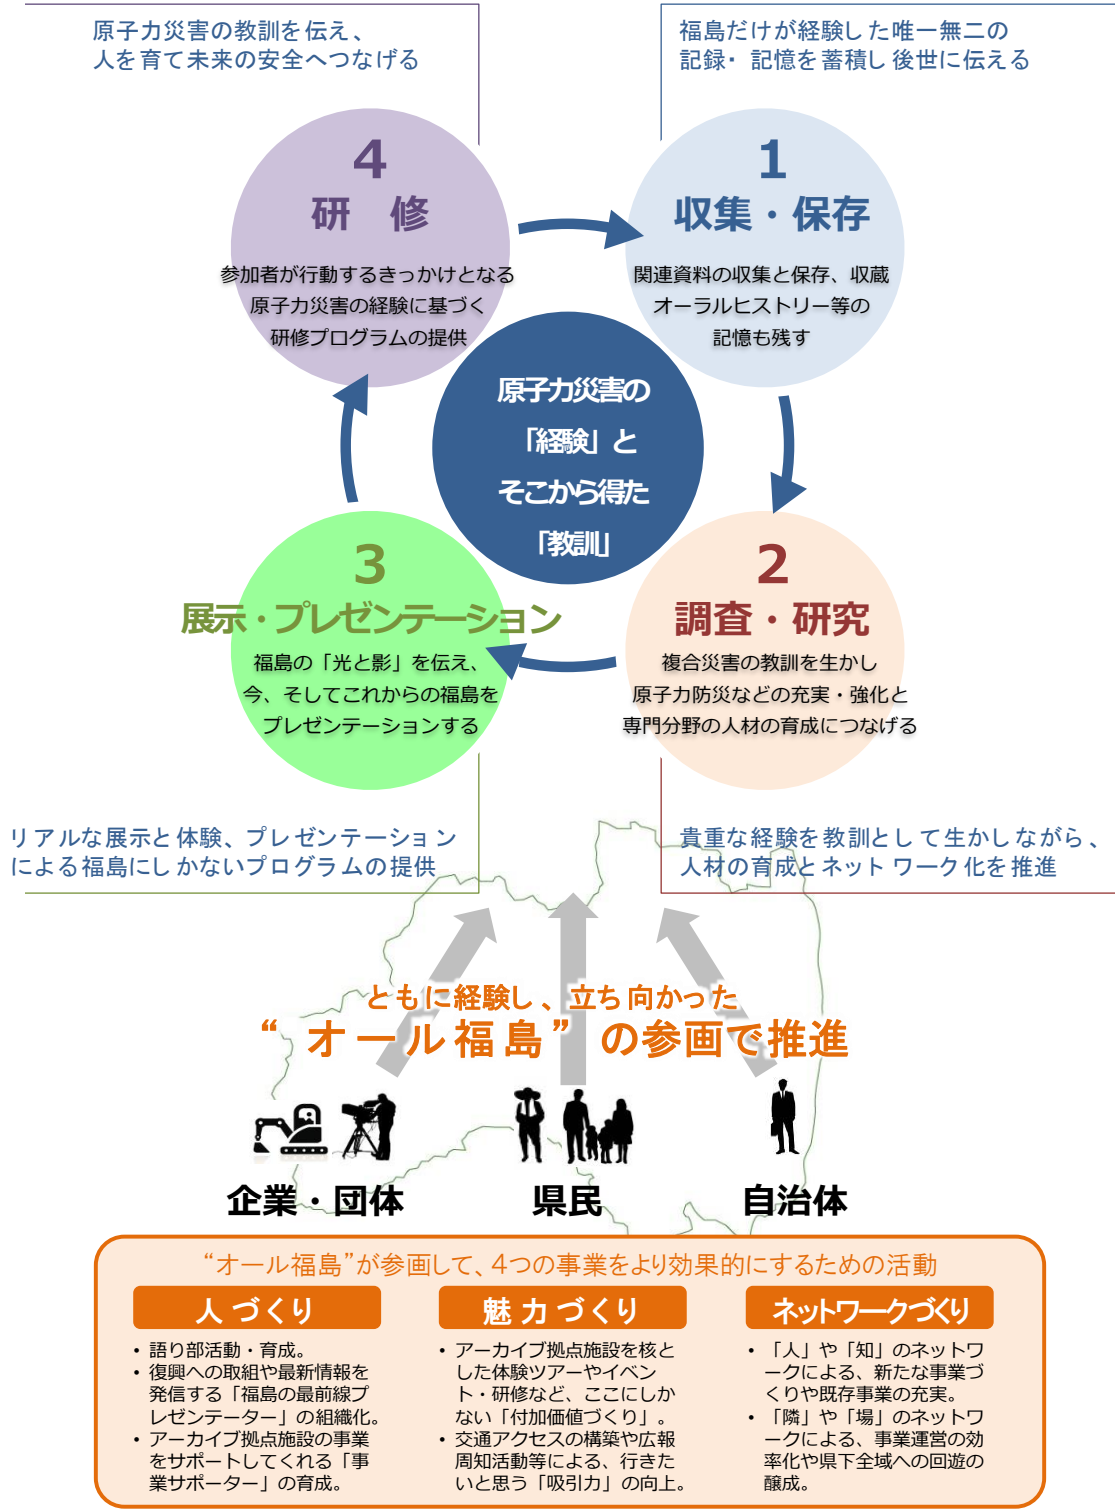 原子力災害の教訓を伝え、
人を育て未来の安全へつなげる
福島だけが経験した唯一無二の
記録・記憶を蓄積し後世に伝える
4
研　修
参加者が行動するきっかけとなる
原子力災害の経験に基づく
研修プログラムの提供
1
収集・保存
関連資料の収集と保存、収蔵
オーラルヒストリー等の
記憶も残す
原子力災害の
「経験」と
そこから得た
「教訓」
3
展示・プレゼンテーション
福島の「光と影」を伝え、
今、そしてこれからの福島を
プレゼンテーションする
2
調査・研究
複合災害の教訓を生かし
原子力防災などの充実・強化と
専門分野の人材の育成につなげる
リアルな展示と体験、プレゼンテーション
による福島にしかないプログラムの提供
貴重な経験を教訓として生かしながら、
人材の育成とネットワーク化を推進
ともに経験し、立ち向かった
“オール福島”の参画で推進
企業・団体
県民
自治体
“オール福島”が参画して、4つの事業をより効果的にするための活動
人づくり
• 語り部活動・育成。
• 復興への取組や最新情報を
発信する「福島の最前線プ
レゼンテーター」の組織化。
• アーカイブ拠点施設の事業
をサポートしてくれる「事
業サポーター」の育成。
魅力づくり
• アーカイブ拠点施設を核と
した体験ツアーやイベン
ト・研修など、ここにしか
ない「付加価値づくり」。
• 交通アクセスの構築や広報
周知活動等による、行きた
いと思う「吸引力」の向上。
ネットワークづくり
• 「人」や「知」のネットワ
ークによる、新たな事業づ
くりや既存事業の充実。
• 「隣」や「場」のネットワ
ークによる、事業運営の効
率化や県下全域への回遊の
醸成。